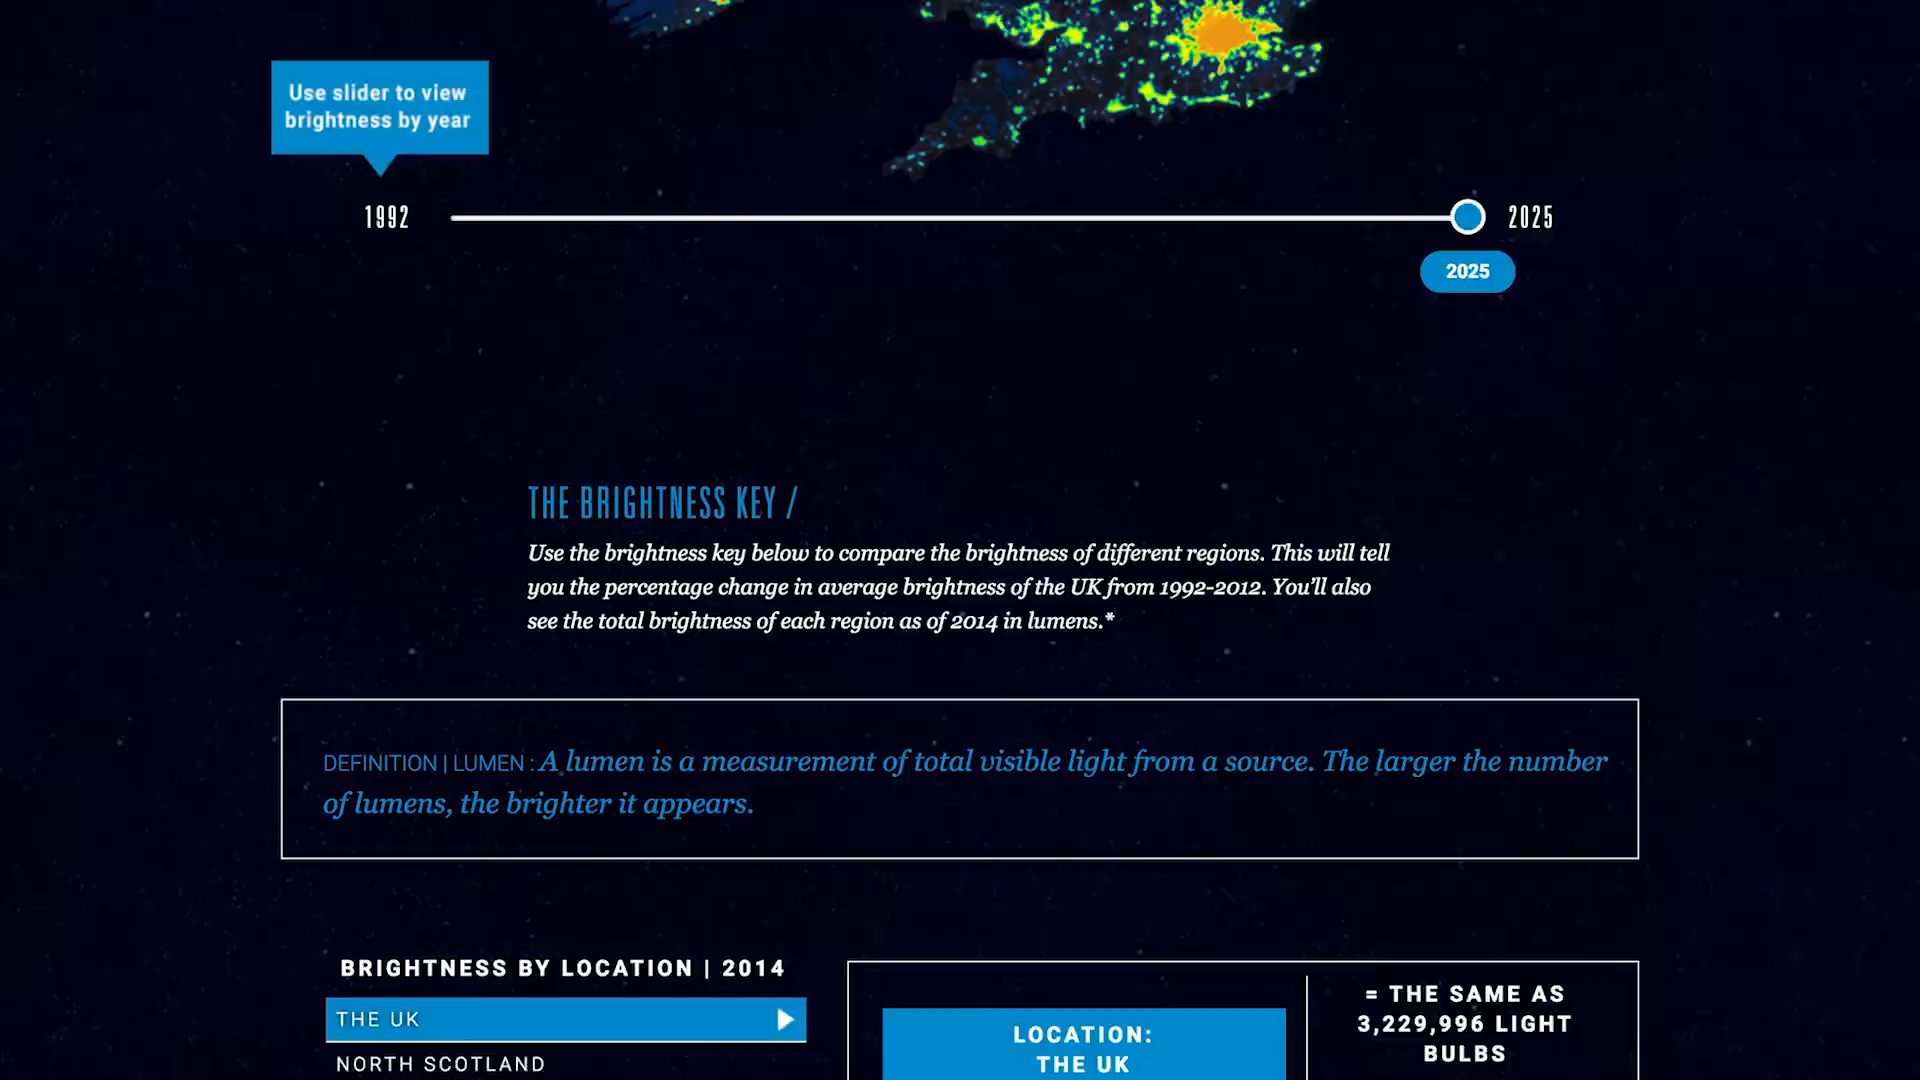 Use slider to view
brightness by year
1992
2025
2025
THE BRIGHTNESS KEY /
Use the brightness key below to compare the brightness of different regions. This will tell
you the percentage change in average brightness of the UK from 1992-2012. You'll also
see the total brightness of each region as of 2014 in lumens.*
DEFINITION | LUMEN : A lumen is a measurement of total visible light from a source. The larger the number
of lumens, the brighter it appears.
BRIGHTNESS BY LOCATION | 2014
THE UK
NORTH SCOTLAND
LOCATION:
THE UK
= THE SAME AS
3,229,996 LIGHT
BULBS